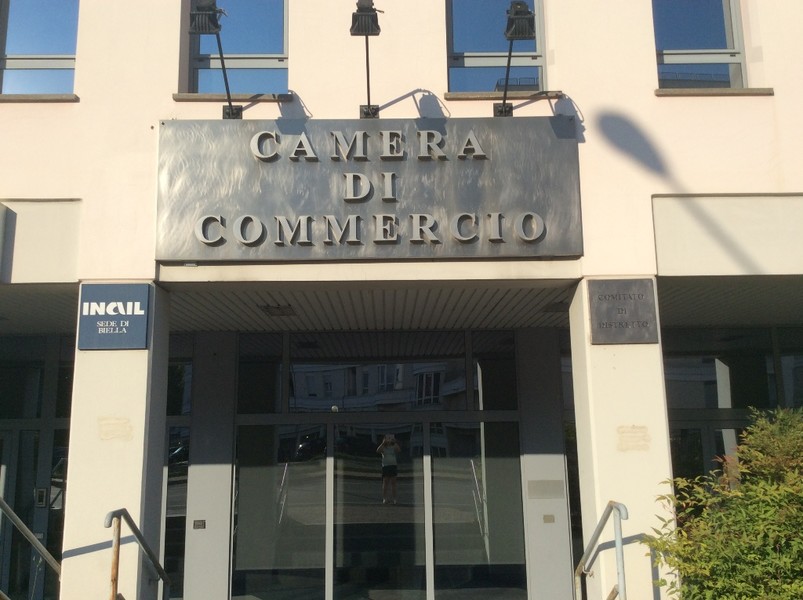 CAMERA
DI
COMMERCIO
INAIL
SEDE DI
BIELLA
COMITATO
DI
DISTRETTO